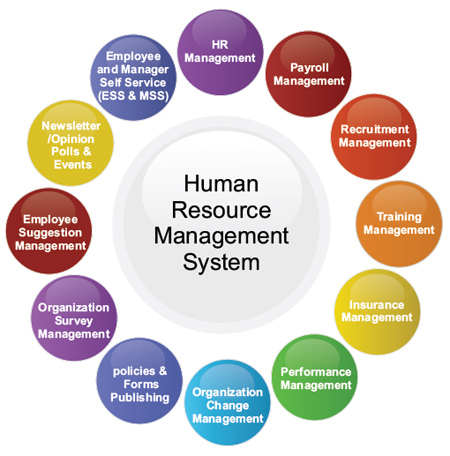 Human
Resource
Management
System
HR
Management
Payroll
Management
Recruitment
Management
Training
Management
Insurance
Management
Performance
Management
Organization
Change
Management
policies &
Forms
Publishing
Organization
Survey
Management
Employee
Suggestion
Management
Newsletter
/Opinion
Polls &
Events
Employee
and Manager
Self Service
(ESS & MSS)